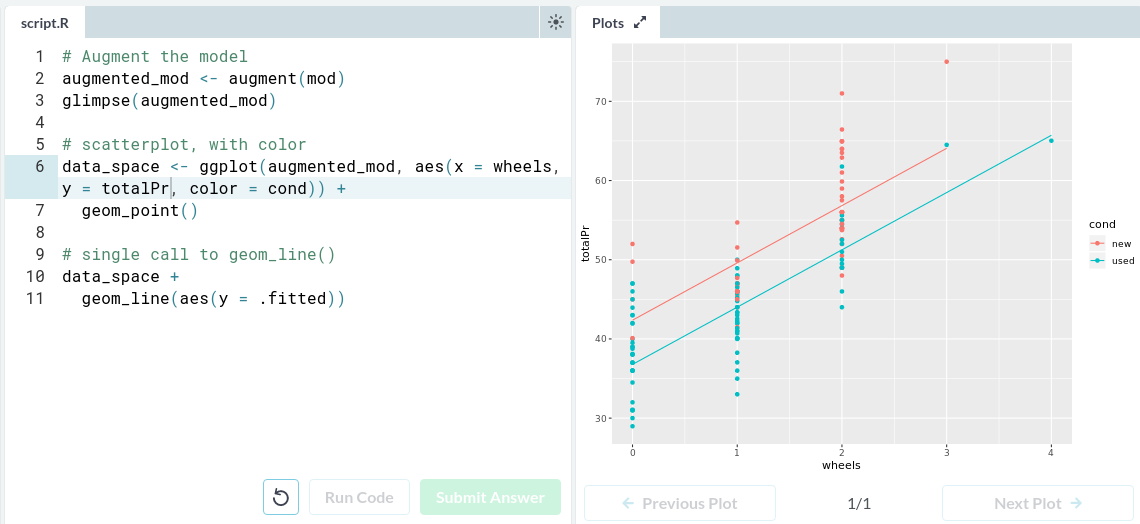 script.R
1 # Augment the model
2 augmented_mod <- augment(mod)
3 glimpse(augmented_mod)
4
5 # scatterplot, with color
6 data_space <- ggplot(augmented_mod, aes(x = wheels,
y = totalPr, color = cond)) +
7 geom_point()
8
9 # single call to geom_line()
10 data_space +
11 geom_line(aes(y = .fitted))
Run Code
Submit Answer
Plots
totalPr
70
60
50
40
30
0 1 2 3 4
wheels
cond
new
used
Previous Plot
1/1
Next Plot